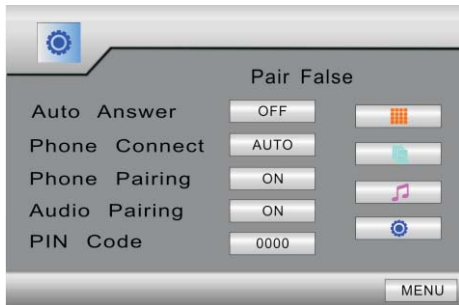 Pair False
Auto Answer OFF
Phone Connect AUTO
Phone Pairing ON
Audio Pairing ON
PIN Code 0000
MENU